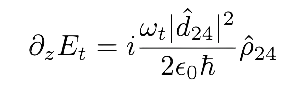 ∂_z E_t = i \frac{ω_t |\hat{d}_{24}|^2}{2ε_0 ħ} \hat{ρ}_{24}